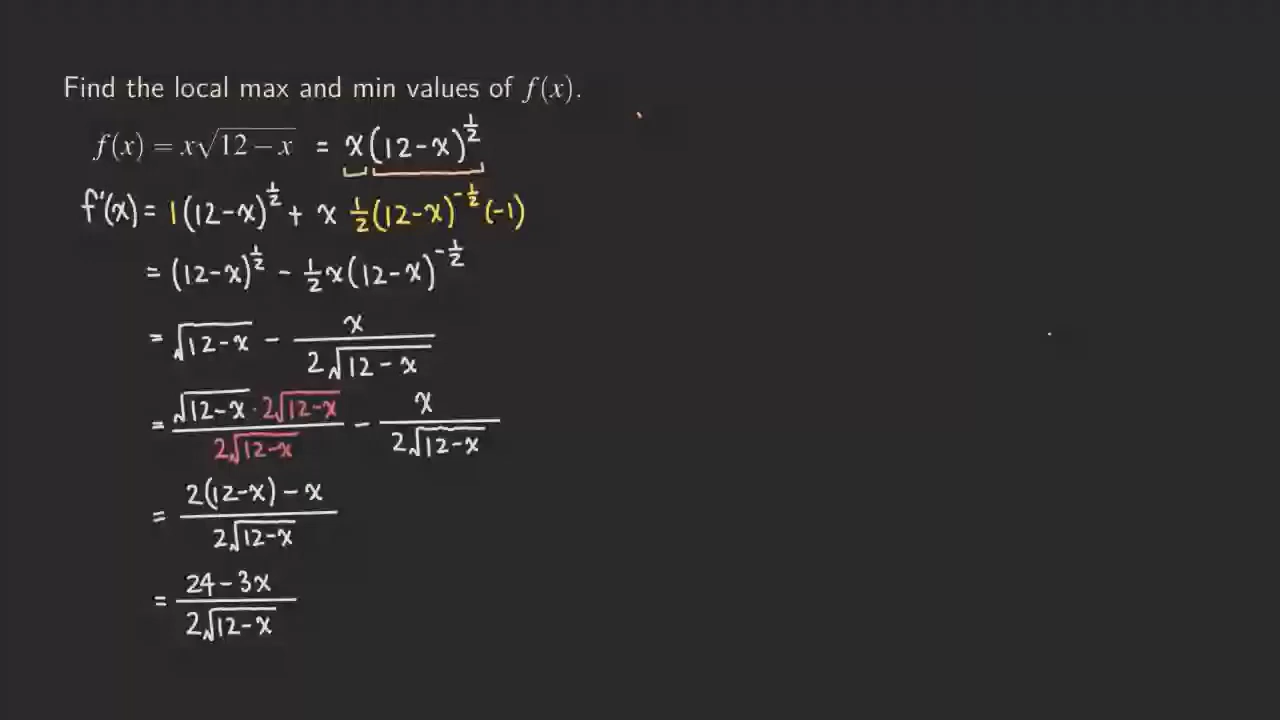 Find the local max and min values of f(x).
f(x) = x√(12 − x) = x(12-x)^(1/2)
f'(x) = 1(12-x)^(1/2) + x 1/2(12-x)^(-1/2)(-1)
= (12-x)^(1/2) - 1/2x(12-x)^(-1/2)
= √(12-x) - x/(2√(12-x))
= (√(12-x) · 2√(12-x))/(2√(12-x)) - x/(2√(12-x))
= (2(12-x) - x)/(2√(12-x))
= (24-3x)/(2√(12-x))